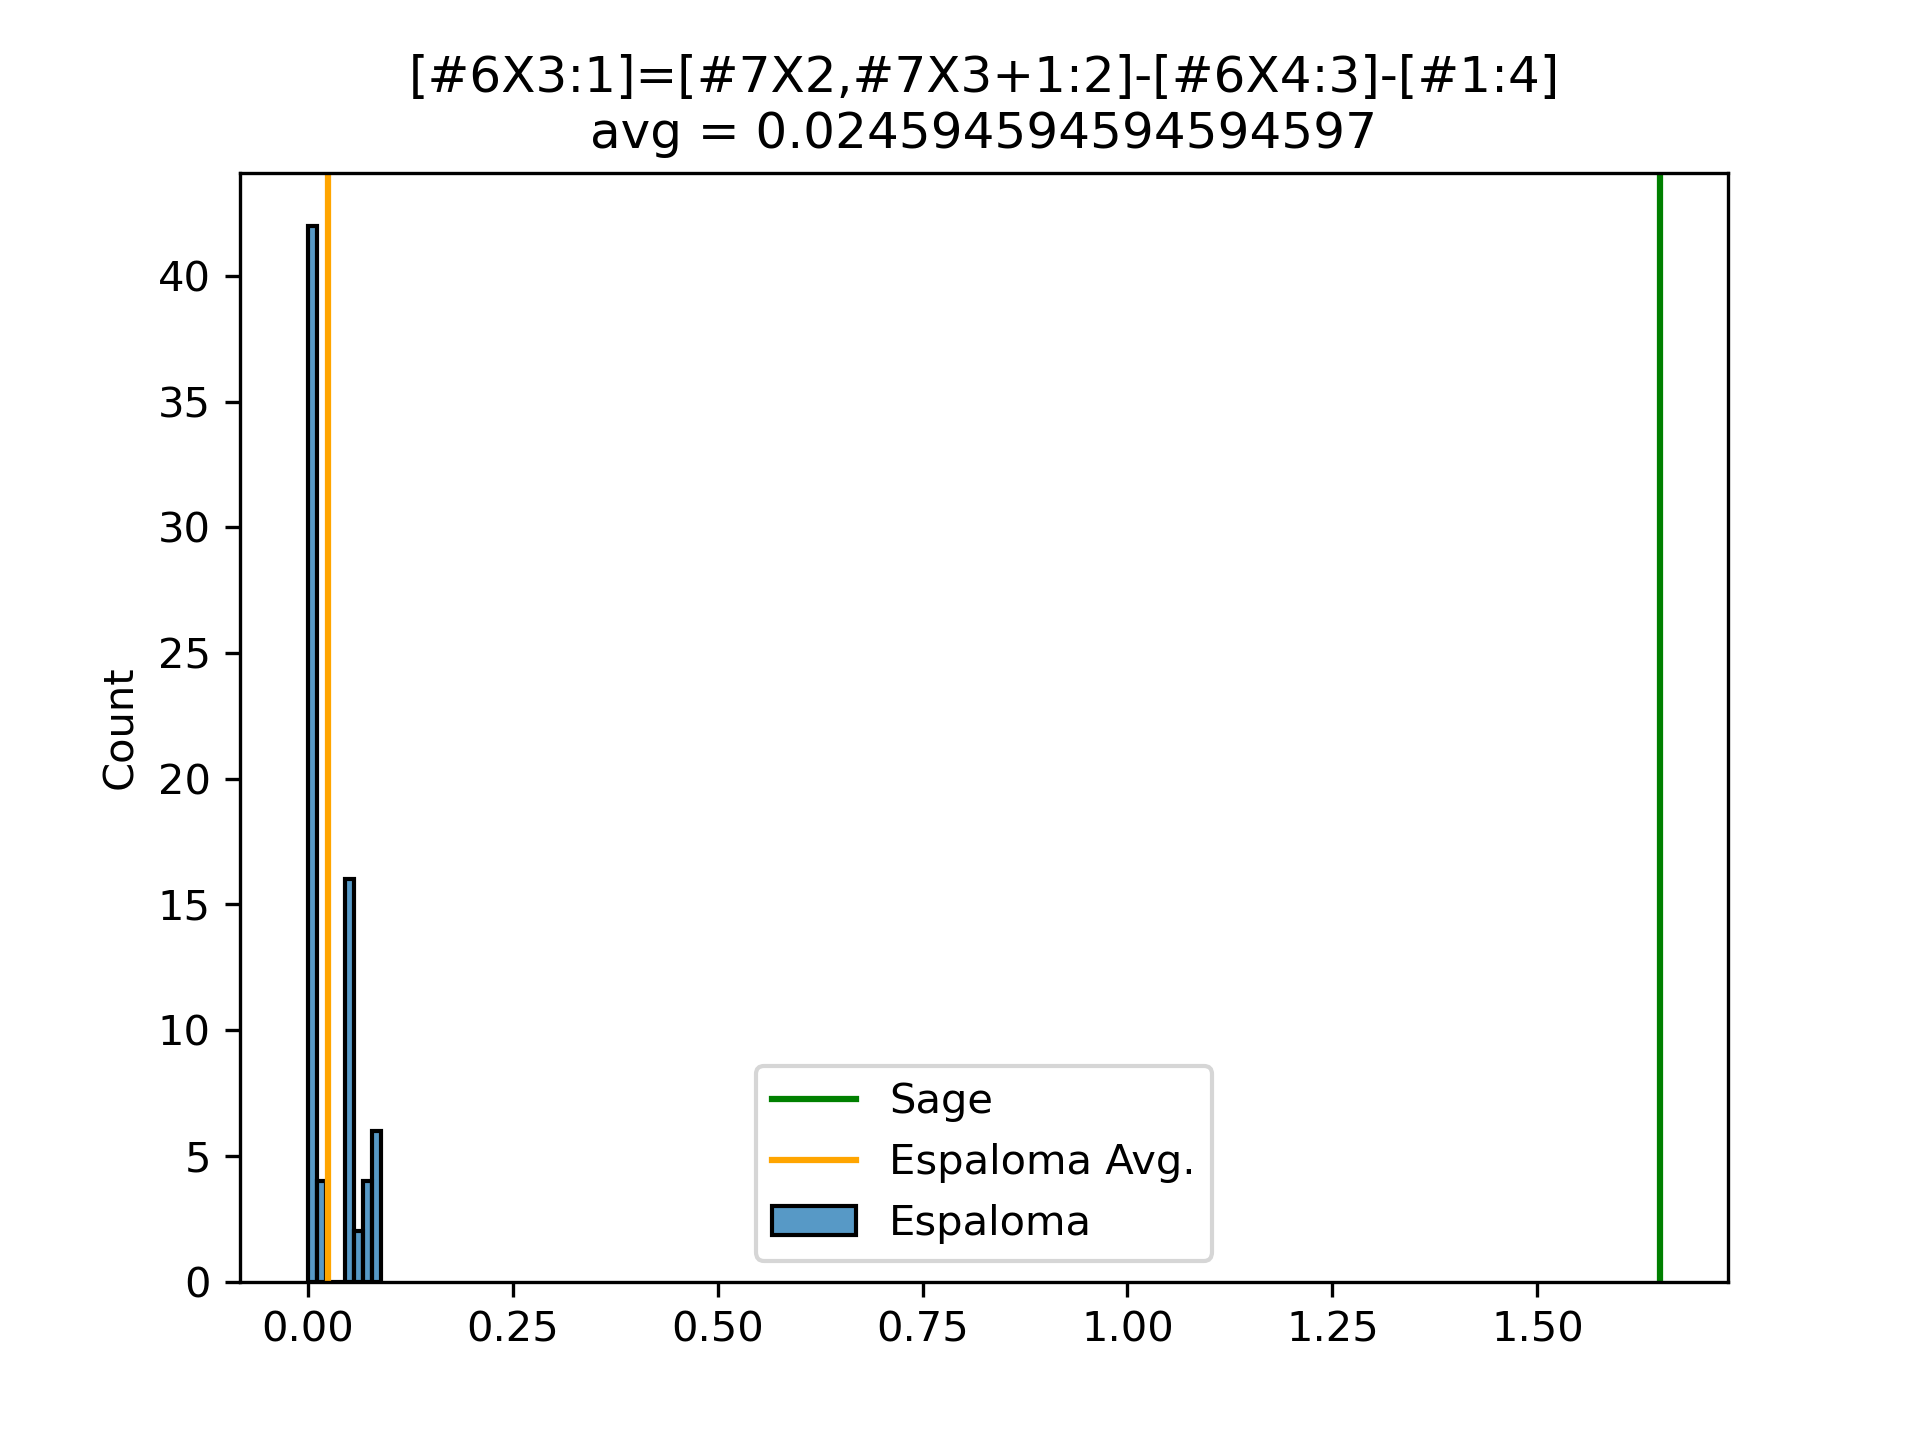 [#6X3:1]=[#7X2,#7X3+1:2]-[#6X4:3]-[#1:4]
avg = 0.024594594594594597
40
35
30
25
20
15
10
5
0
Count
Sage
Espaloma Avg.
Espaloma
0.00 0.25 0.50 0.75 1.00 1.25 1.50